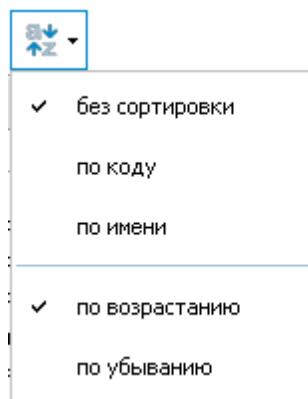 без сортировки
по коду
по имени
по возрастанию
по убыванию